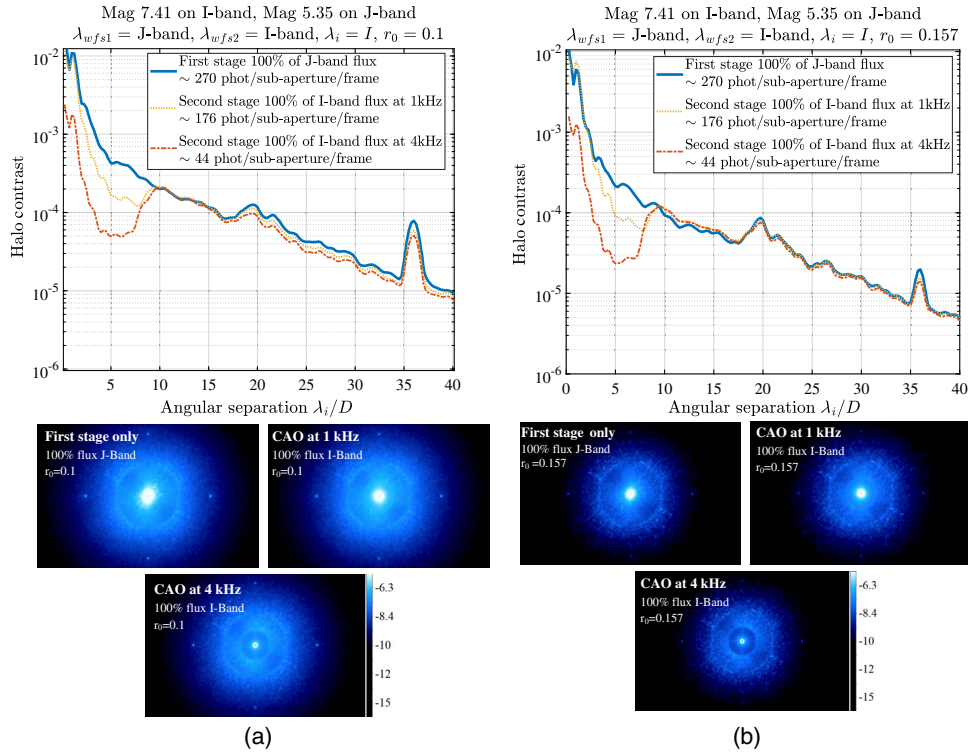 Mag 7.41 on I-band, Mag 5.35 on J-band
λwfs1 = J-band, λwfs2 = I-band, λi = I, r0 = 0.1
10-2
10-3
10-4
10-5
10-6
Halo contrast
First stage 100% of J-band flux
~ 270 phot/sub-aperture/frame
Second stage 100% of I-band flux at 1kHz
~ 176 phot/sub-aperture/frame
Second stage 100% of I-band flux at 4kHz
~ 44 phot/sub-aperture/frame
5 10 15 20 25 30 35 40
Angular separation λi/D
First stage only
100% flux J-Band
r0=0.1
CAO at 1 kHz
100% flux I-Band
r0=0.1
CAO at 4 kHz
100% flux I-Band
r0=0.1
-6.3
-8.4
-10
-12
-15
(a)
Mag 7.41 on I-band, Mag 5.35 on J-band
λwfs1 = J-band, λwfs2 = I-band, λi = I, r0 = 0.157
10-2
10-3
10-4
10-5
10-6
Halo contrast
First stage 100% of J-band flux
~ 270 phot/sub-aperture/frame
Second stage 100% of I-band flux at 1kHz
~ 176 phot/sub-aperture/frame
Second stage 100% of I-band flux at 4kHz
~ 44 phot/sub-aperture/frame
0 5 10 15 20 25 30 35 40
Angular separation λi/D
First stage only
100% flux J-Band
r0=0.157
CAO at 1 kHz
100% flux I-Band
r0=0.157
CAO at 4 kHz
100% flux I-Band
r0=0.157
-6.3
-8.4
-10
-12
-15
(b)